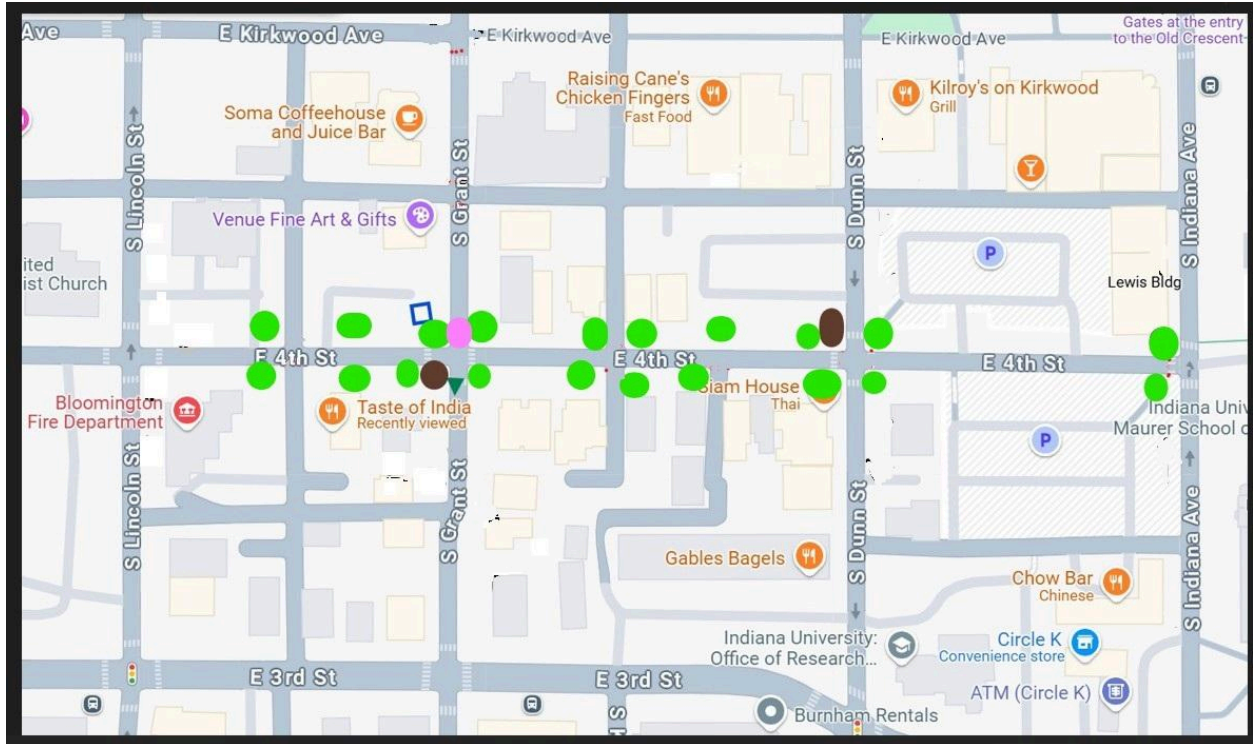 Ave
E Kirkwood Ave
E Kirkwood Ave
E Kirkwood Ave
Gates at the entry
to the Old Crescent
Soma Coffeehouse
and Juice Bar
Raising Cane's
Chicken Fingers
Fast Food
Kilroy's on Kirkwood
Grill
S Lincoln St
S Grant St
S Dunn St
S Indiana Ave
Venue Fine Art & Gifts
ited
ist Church
P
Lewis Bldg
E 4th St
E 4th St
E 4th St
Bloomington
Fire Department
Taste of India
Recently viewed
Siam House
Thai
P
Indiana Univ
Maurer School o
S Lincoln St
S Grant St
S Dunn St
S Indiana Ave
Gables Bagels
Chow Bar
Chinese
Indiana University:
Office of Research...
Circle K
Convenience store
E 3rd St
E 3rd St
ATM (Circle K)
Burnham Rentals